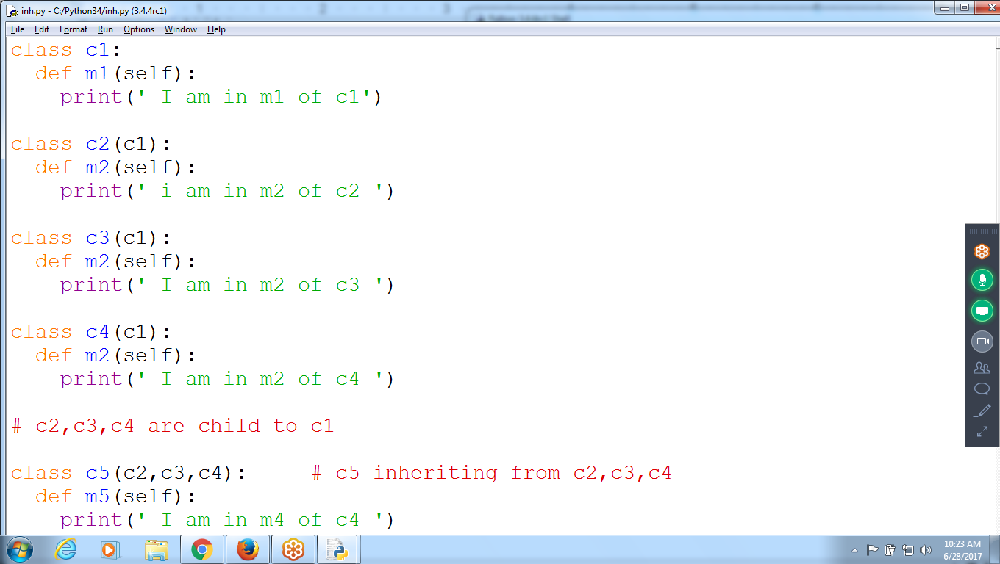 inh.py - C:/Python34/inh.py (3.4.4rc1)
File Edit Format Run Options Window Help
class c1:
  def m1(self):
    print(' I am in m1 of c1')
class c2(c1):
  def m2(self):
    print(' i am in m2 of c2 ')
class c3(c1):
  def m2(self):
    print(' I am in m2 of c3 ')
class c4(c1):
  def m2(self):
    print(' I am in m2 of c4 ')
# c2,c3,c4 are child to c1
class c5(c2,c3,c4):     # c5 inheriting from c2,c3,c4
  def m5(self):
    print(' I am in m4 of c4 ')
10:23 AM
6/28/2017